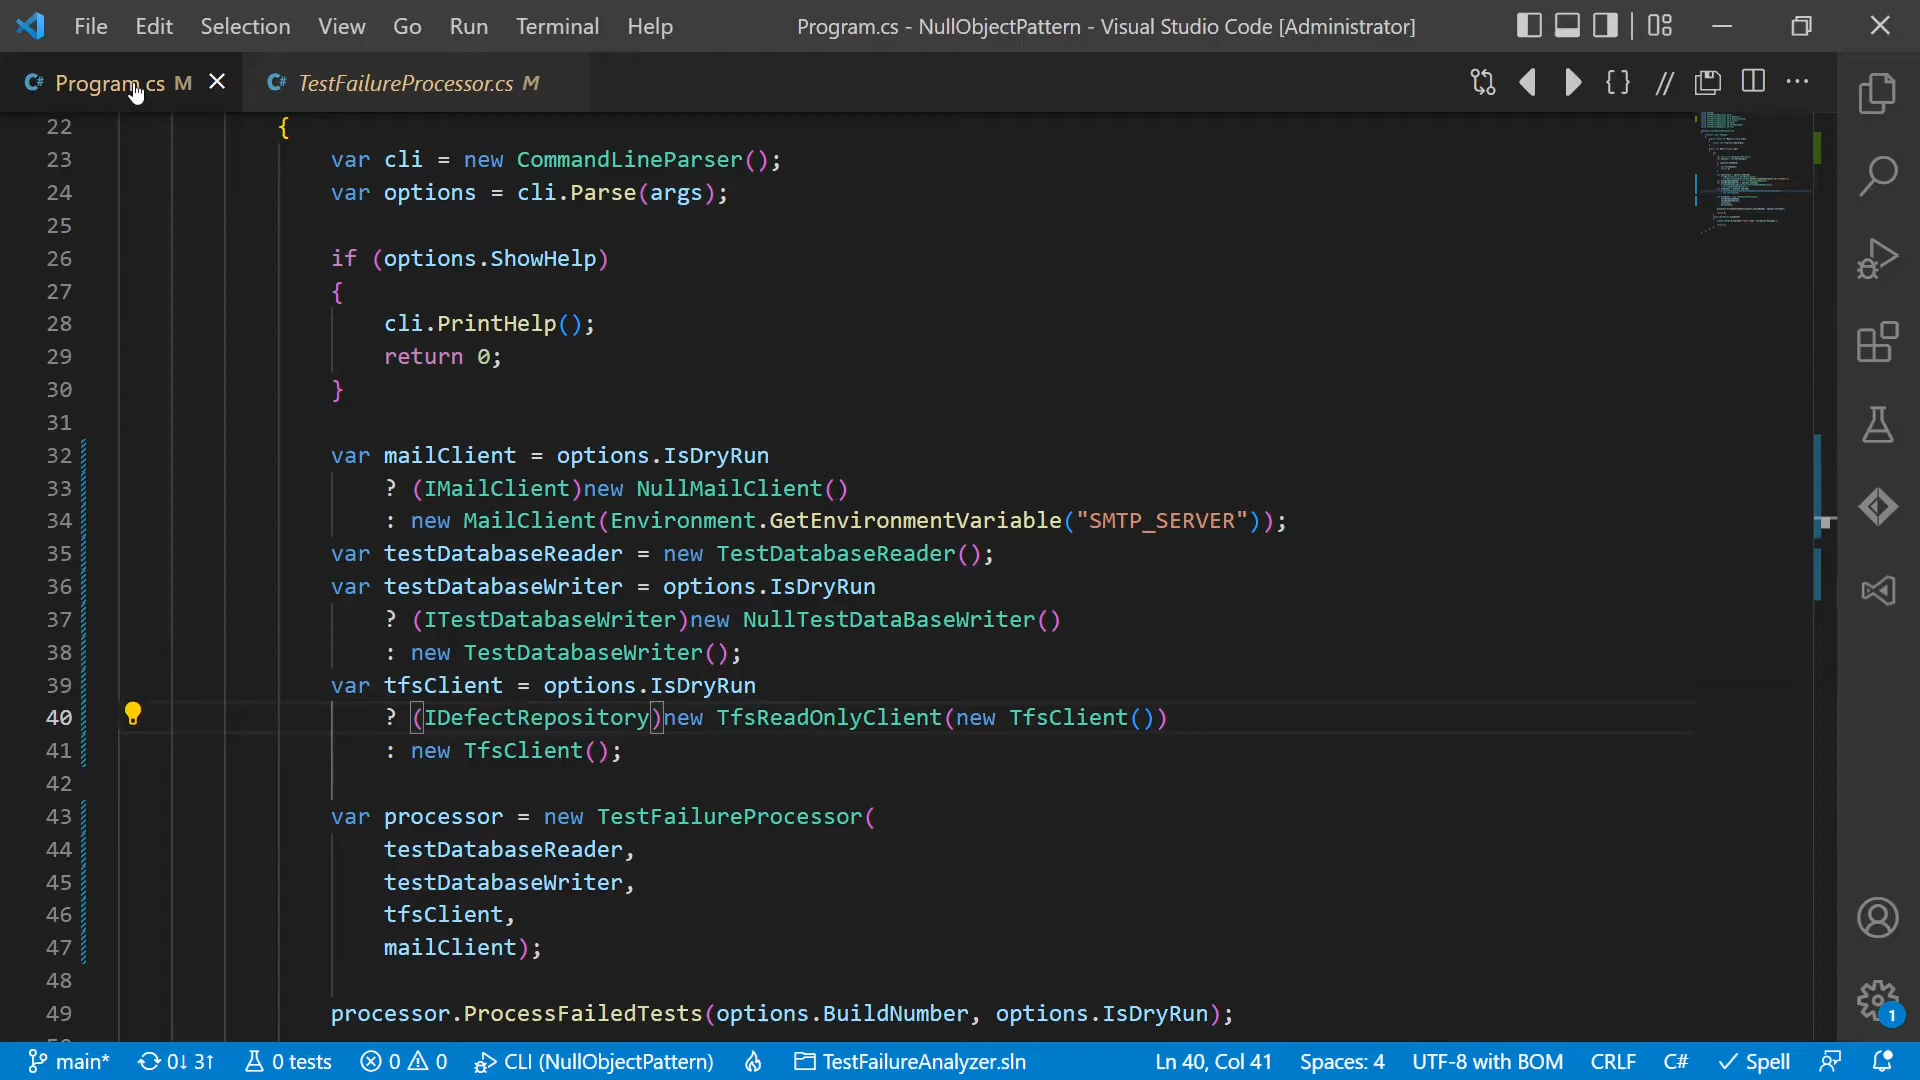 File Edit Selection View Go Run Terminal Help Program.cs - NullObjectPattern - Visual Studio Code [Administrator]
C# Program.cs M C# TestFailureProcessor.cs M
22 {
23 var cli = new CommandLineParser();
24 var options = cli.Parse(args);
25
26 if (options.ShowHelp)
27 {
28 cli.PrintHelp();
29 return 0;
30 }
31
32 var mailClient = options.IsDryRun
33 ? (IMailClient)new NullMailClient()
34 : new MailClient(Environment.GetEnvironmentVariable("SMTP_SERVER"));
35 var testDatabaseReader = new TestDatabaseReader();
36 var testDatabaseWriter = options.IsDryRun
37 ? (ITestDatabaseWriter)new NullTestDataBaseWriter()
38 : new TestDatabaseWriter();
39 var tfsClient = options.IsDryRun
40 ? (IDefectRepository)new TfsReadOnlyClient(new TfsClient())
41 : new TfsClient();
42
43 var processor = new TestFailureProcessor(
44 testDatabaseReader,
45 testDatabaseWriter,
46 tfsClient,
47 mailClient);
48
49 processor.ProcessFailedTests(options.BuildNumber, options.IsDryRun);
1
main* 0↓ 3↑ 0 tests 0 0 CLI (NullObjectPattern) TestFailureAnalyzer.sln Ln 40, Col 41 Spaces: 4 UTF-8 with BOM CRLF C# Spell